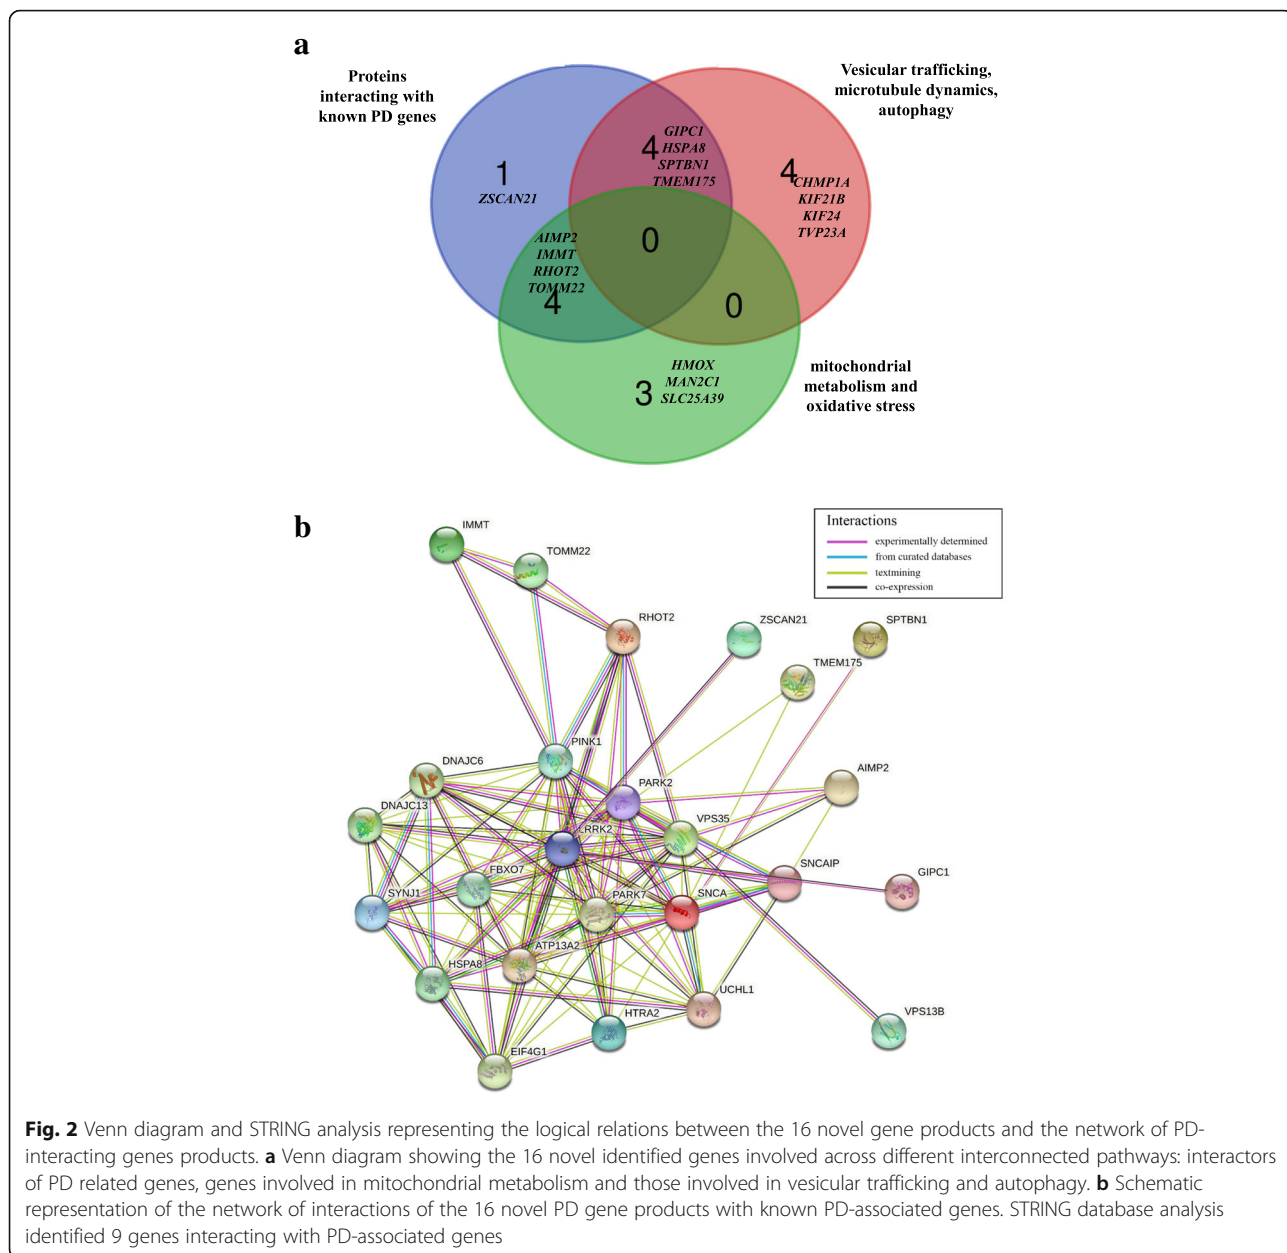 a
Proteins
interacting with
known PD genes
Vesicular trafficking,
microtubule dynamics,
autophagy
1
ZSCAN21
4
GIPC1
HSPA8
SPTBN1
TMEM175
4
CHMP1A
KIF21B
KIF24
TVP23A
0
AIMP2
IMMT
RHOT2
TOMM22
4
0
3
HMOX
MAN2C1
SLC25A39
mitochondrial
metabolism and
oxidative stress
b
Interactions
experimentally determined
from curated databases
textmining
co-expression
IMMT
TOMM22
RHOT2
ZSCAN21
SPTBN1
TMEM175
PINK1
DNAJC6
PARK2
AIMP2
DNAJC13
VPS35
LRRK2
FBXO7
SNCAIP
GIPC1
SYNJ1
PARK7
SNCA
ATP13A2
HSPA8
UCHL1
HTRA2
VPS13B
EIF4G1
Fig. 2 Venn diagram and STRING analysis representing the logical relations between the 16 novel gene products and the network of PD-
interacting genes products. a Venn diagram showing the 16 novel identified genes involved across different interconnected pathways: interactors
of PD related genes, genes involved in mitochondrial metabolism and those involved in vesicular trafficking and autophagy. b Schematic
representation of the network of interactions of the 16 novel PD gene products with known PD-associated genes. STRING database analysis
identified 9 genes interacting with PD-associated genes